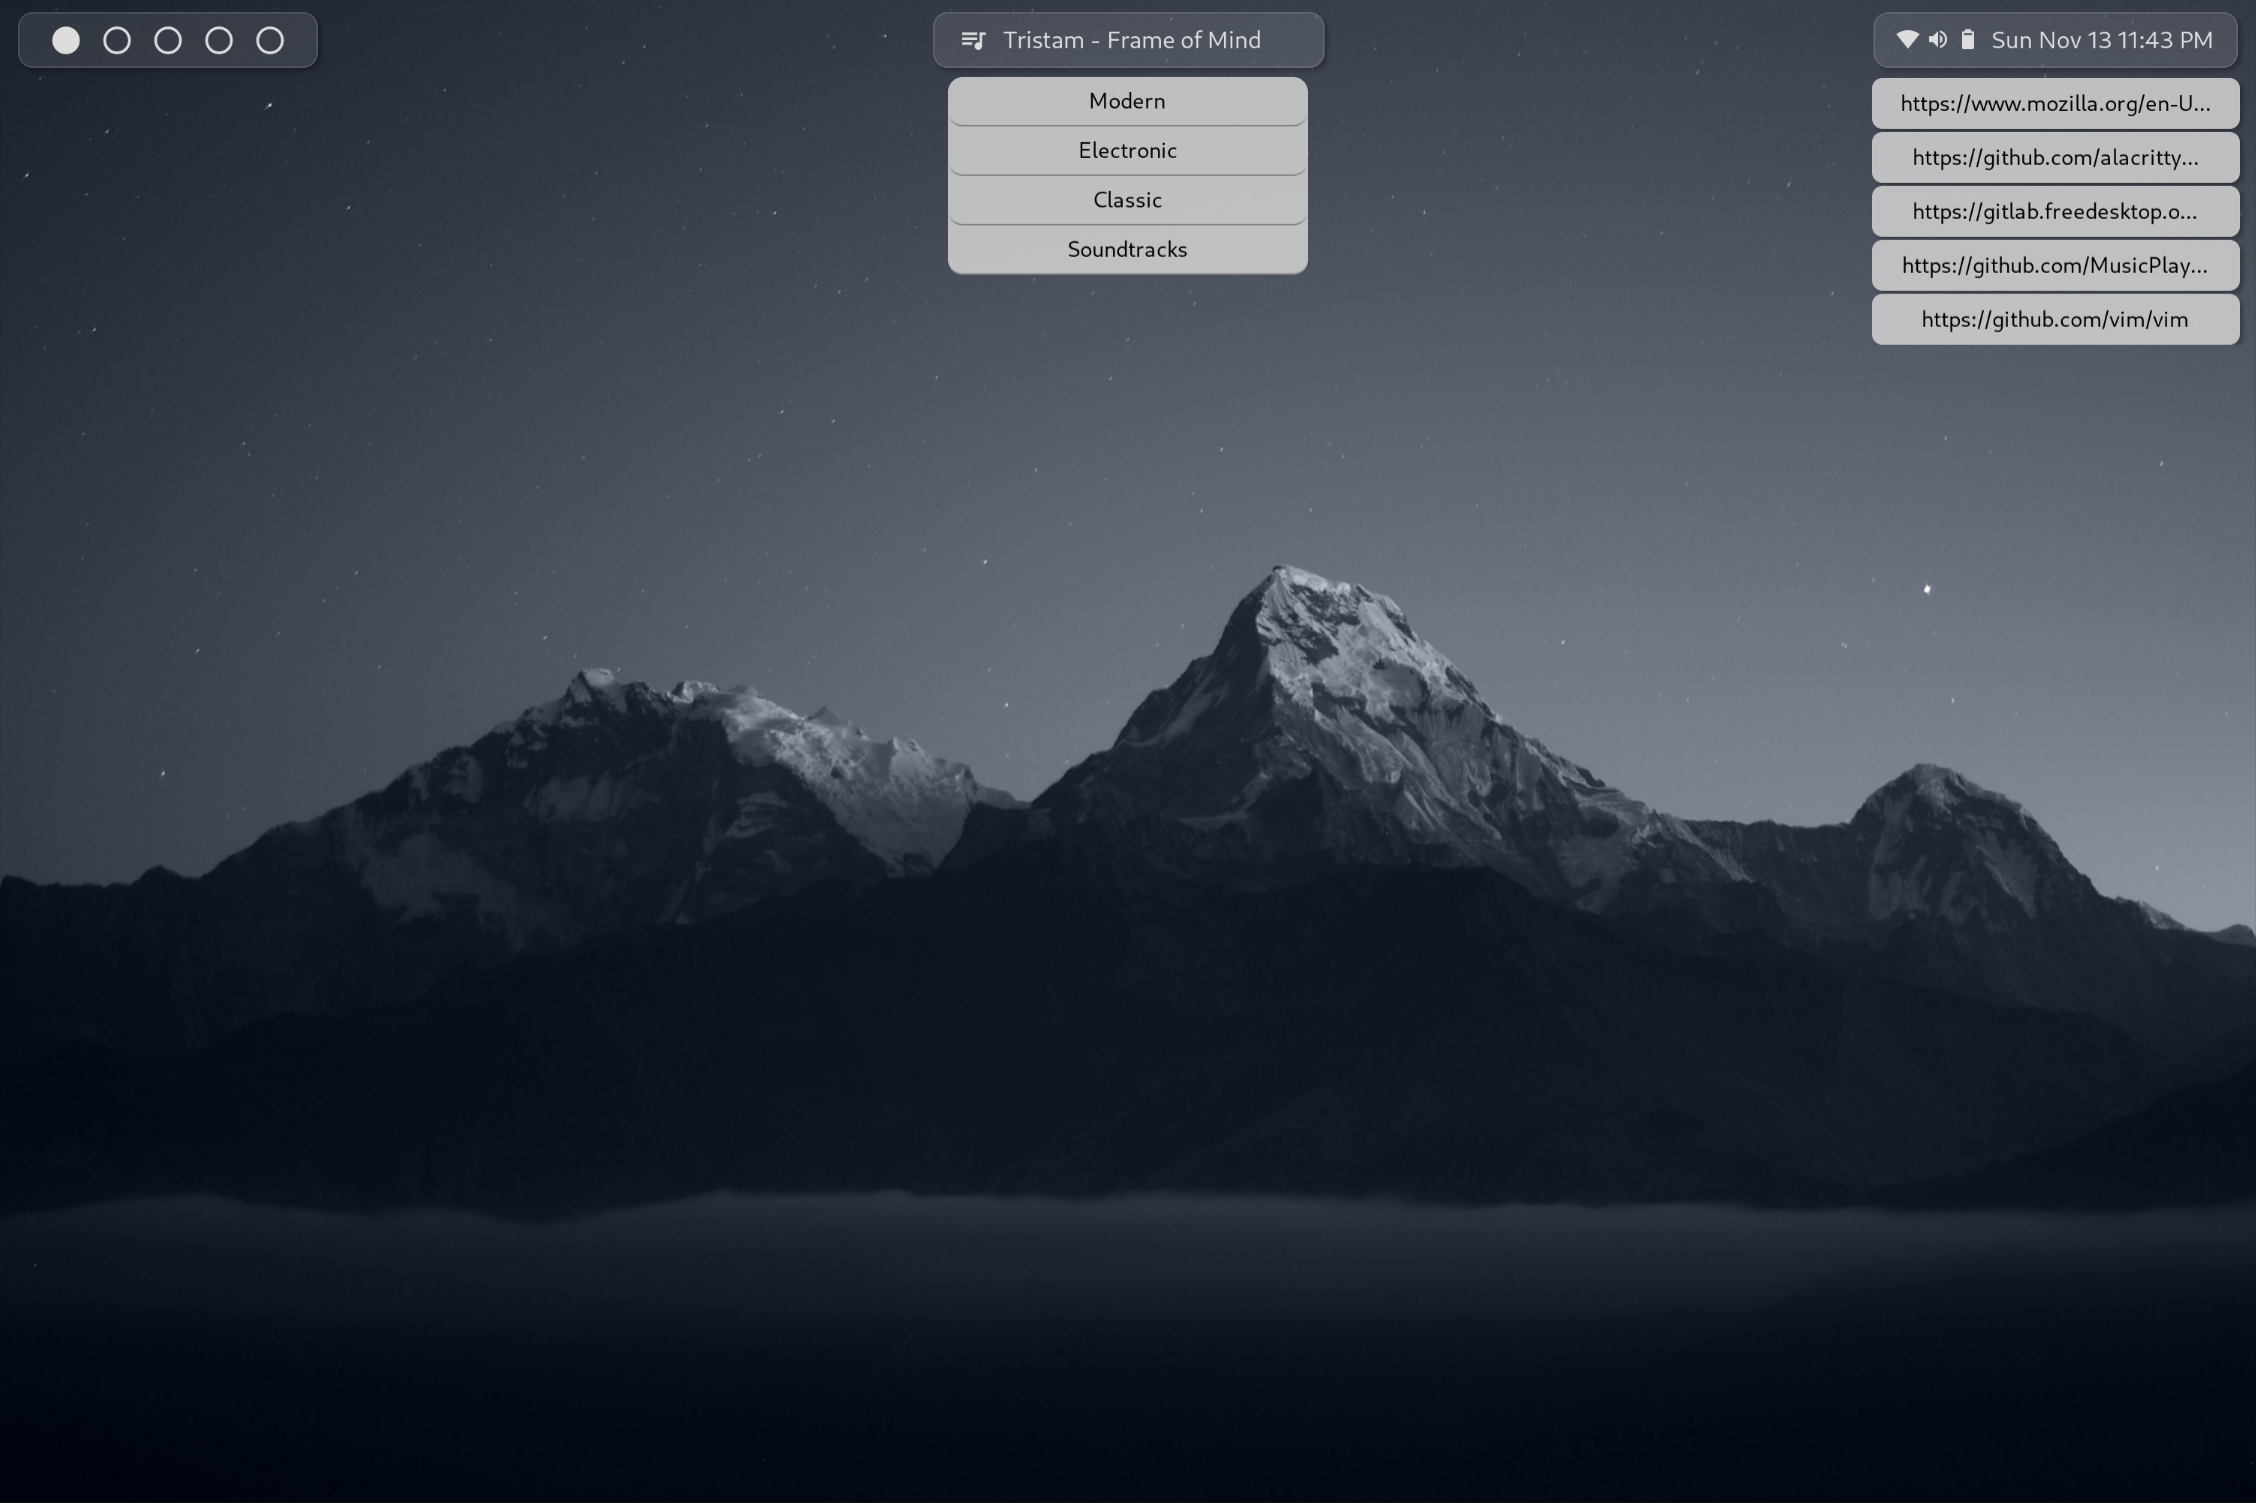 Tristam - Frame of Mind
Modern
Electronic
Classic
Soundtracks
Sun Nov 13 11:43 PM
https://www.mozilla.org/en-U...
https://github.com/alacritty...
https://gitlab.freedesktop.o...
https://github.com/MusicPlay...
https://github.com/vim/vim